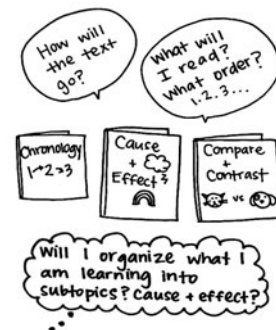 How will
the text
go?
What will
I read?
What order?
1, 2, 3...
Chronology
1→2→3
Cause
+
Effect
Compare
+
Contrast
vs
Will I organize what I
am learning into
subtopics? Cause + effect?